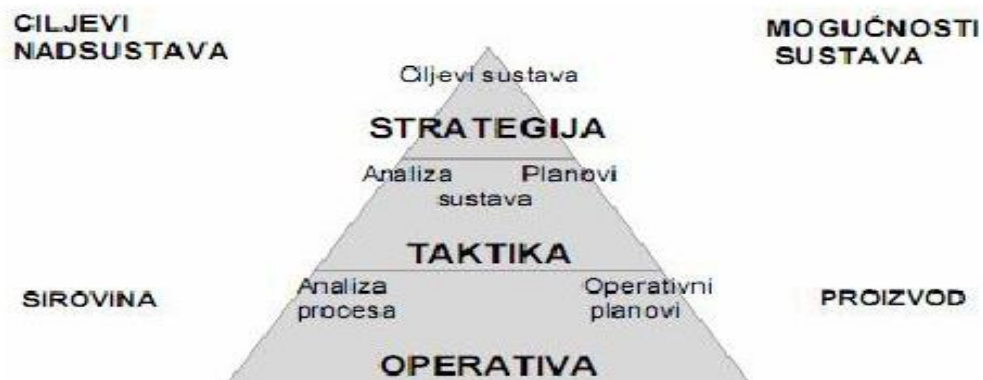 CILJEVI
NADSUSTAVA
MOGUĆNOSTI
SUSTAVA
Ciljevi sustava
STRATEGIJA
Analiza Planovi
sustava
TAKTIKA
SIROVINA
Analiza
procesa
Operativni
planovi
PROIZVOD
OPERATIVA